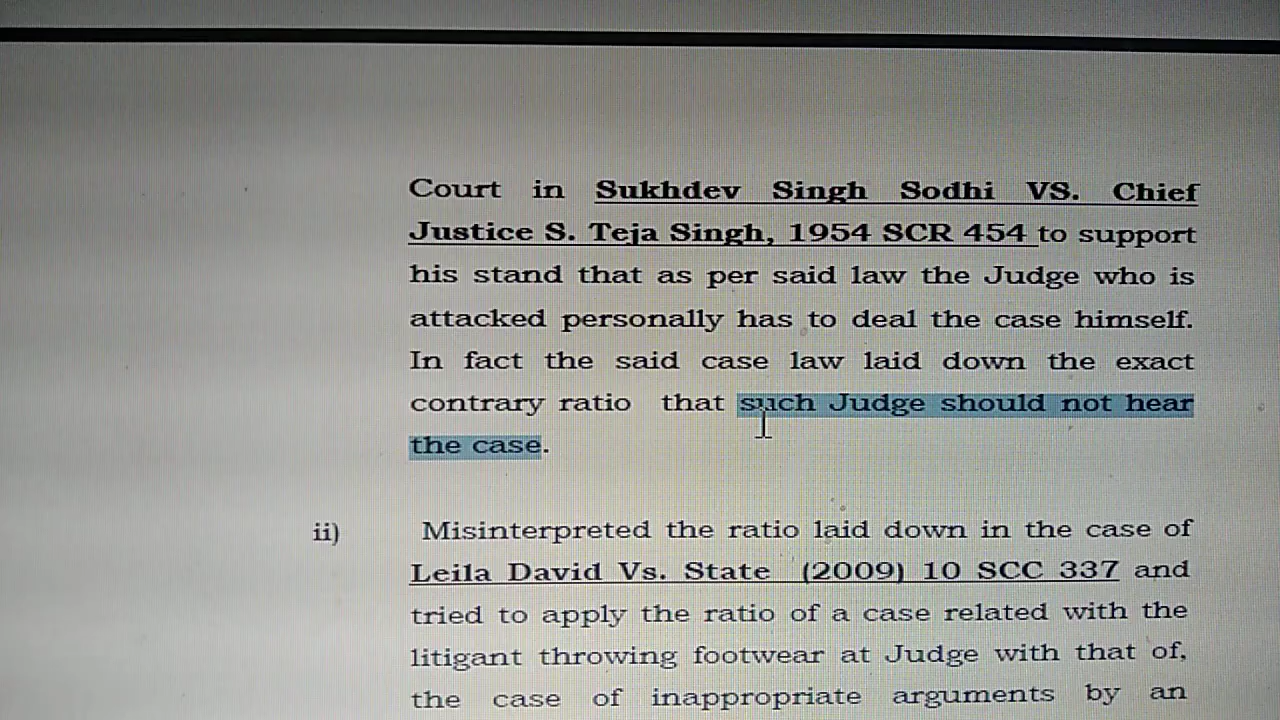 Court in Sukhdev Singh Sodhi VS. Chief
Justice S. Teja Singh, 1954 SCR 454 to support
his stand that as per said law the Judge who is
attacked personally has to deal the case himself.
In fact the said case law laid down the exact
contrary ratio that such Judge should not hear
the case.
ii) Misinterpreted the ratio laid down in the case of
Leila David Vs. State (2009) 10 SCC 337 and
tried to apply the ratio of a case related with the
litigant throwing footwear at Judge with that of,
the case of inappropriate arguments by an